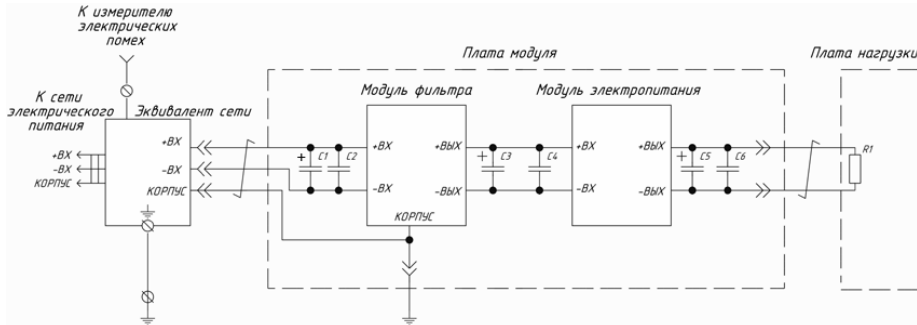 К измерителю
электрических
помех
Плата модуля
Плата нагрузки
Модуль фильтра
Модуль электропитания
К сети
электрического
питания
Эквивалент сети
+ВХ
-ВХ
КОРПУС
+ВХ
-ВХ
КОРПУС
+ C1
C2
+ВХ
-ВХ
+ВЫХ
-ВЫХ
КОРПУС
+ C3
C4
+ВХ
-ВХ
+ВЫХ
-ВЫХ
+ C5
C6
R1